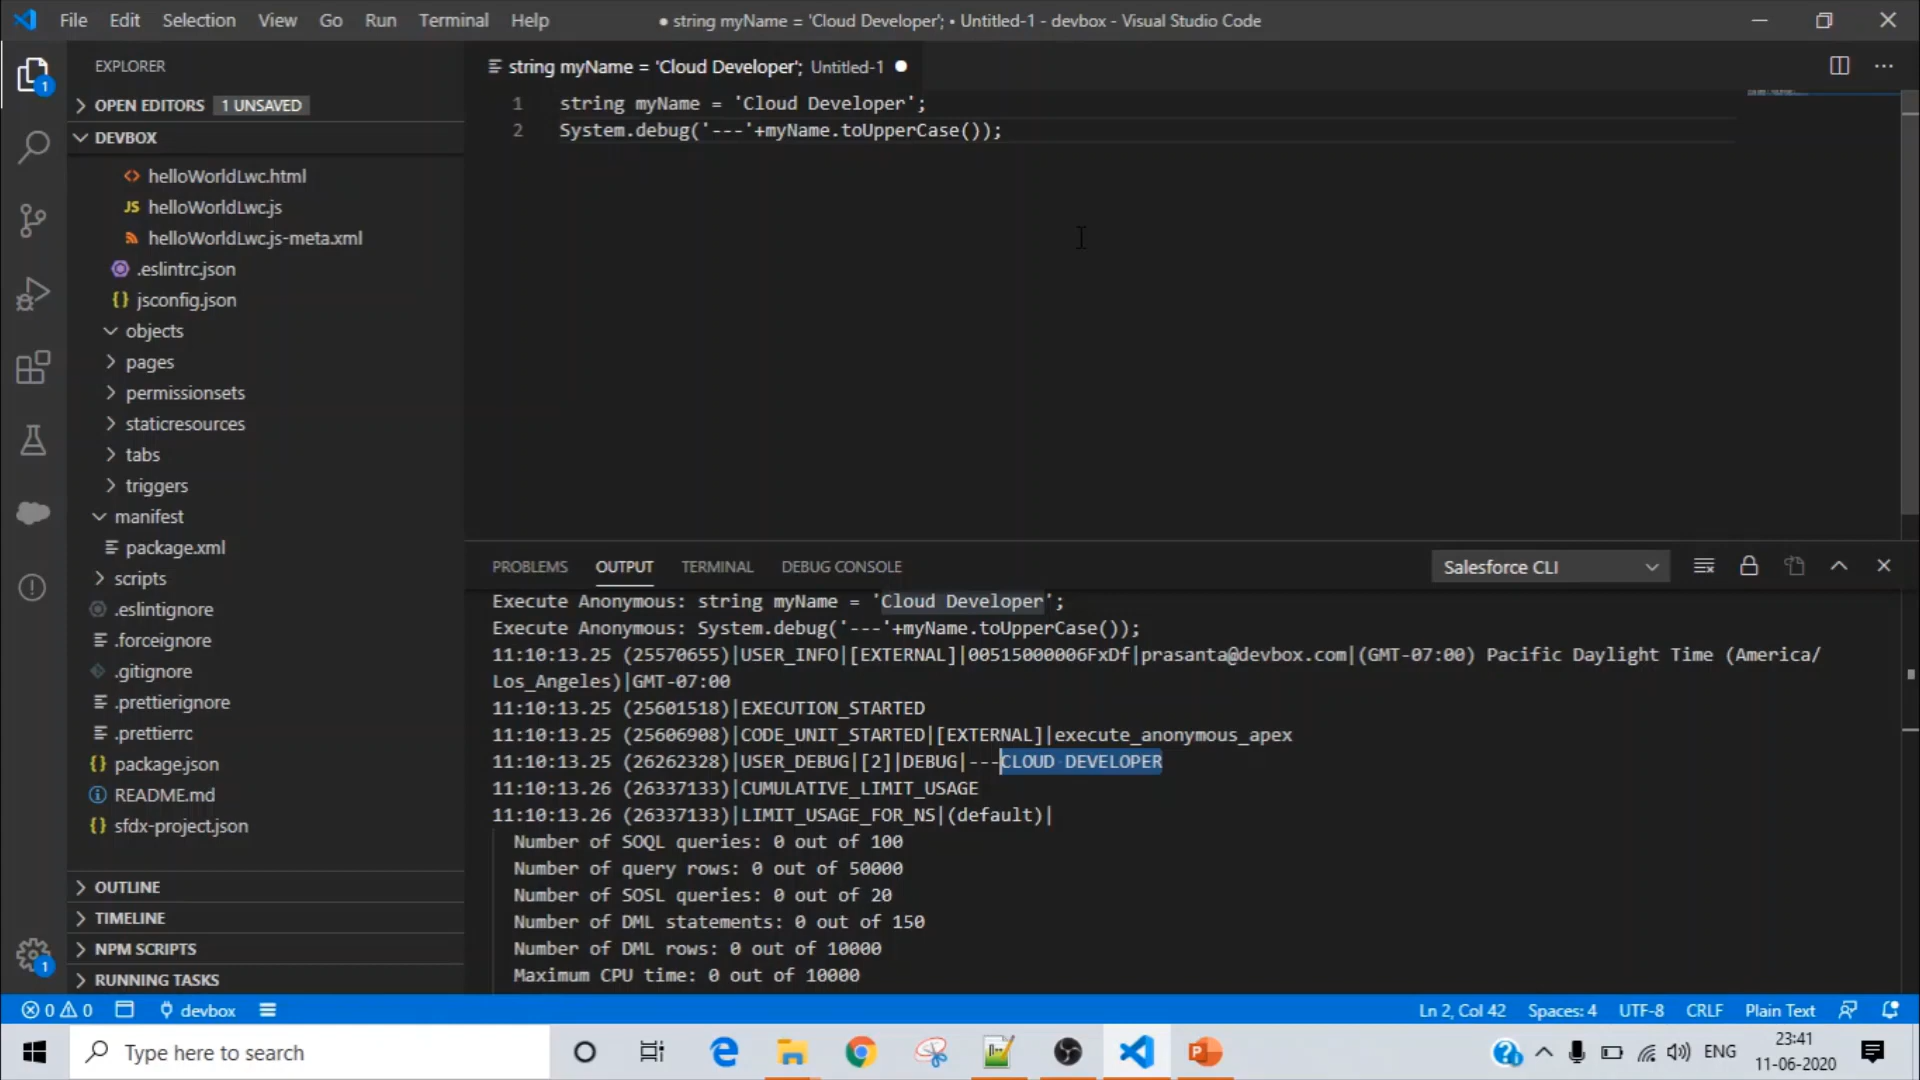 File Edit Selection View Go Run Terminal Help
● string myName = 'Cloud Developer'; • Untitled-1 - devbox - Visual Studio Code
EXPLORER
OPEN EDITORS 1 UNSAVED
DEVBOX
helloWorldLwc.html
JS helloWorldLwc.js
helloWorldLwc.js-meta.xml
.eslintrc.json
{} jsconfig.json
objects
pages
permissionsets
staticresources
tabs
triggers
manifest
package.xml
scripts
.eslintignore
.forceignore
.gitignore
.prettierignore
.prettierrc
{} package.json
README.md
{} sfdx-project.json
OUTLINE
TIMELINE
NPM SCRIPTS
RUNNING TASKS
1
1
string myName = 'Cloud Developer'; Untitled-1 ●
1 string myName = 'Cloud Developer';
2 System.debug('---'+myName.toUpperCase());
PROBLEMS OUTPUT TERMINAL DEBUG CONSOLE Salesforce CLI
Execute Anonymous: string myName = 'Cloud Developer';
Execute Anonymous: System.debug('---'+myName.toUpperCase());
11:10:13.25 (25570655)|USER_INFO|[EXTERNAL]|00515000006FxDf|prasanta@devbox.com|(GMT-07:00) Pacific Daylight Time (America/
Los_Angeles)|GMT-07:00
11:10:13.25 (25601518)|EXECUTION_STARTED
11:10:13.25 (25606908)|CODE_UNIT_STARTED|[EXTERNAL]|execute_anonymous_apex
11:10:13.25 (26262328)|USER_DEBUG|[2]|DEBUG|---CLOUD DEVELOPER
11:10:13.26 (26337133)|CUMULATIVE_LIMIT_USAGE
11:10:13.26 (26337133)|LIMIT_USAGE_FOR_NS|(default)|
Number of SOQL queries: 0 out of 100
Number of query rows: 0 out of 50000
Number of SOSL queries: 0 out of 20
Number of DML statements: 0 out of 150
Number of DML rows: 0 out of 10000
Maximum CPU time: 0 out of 10000
0 0 devbox
Ln 2, Col 42 Spaces: 4 UTF-8 CRLF Plain Text
Type here to search
ENG
23:41
11-06-2020